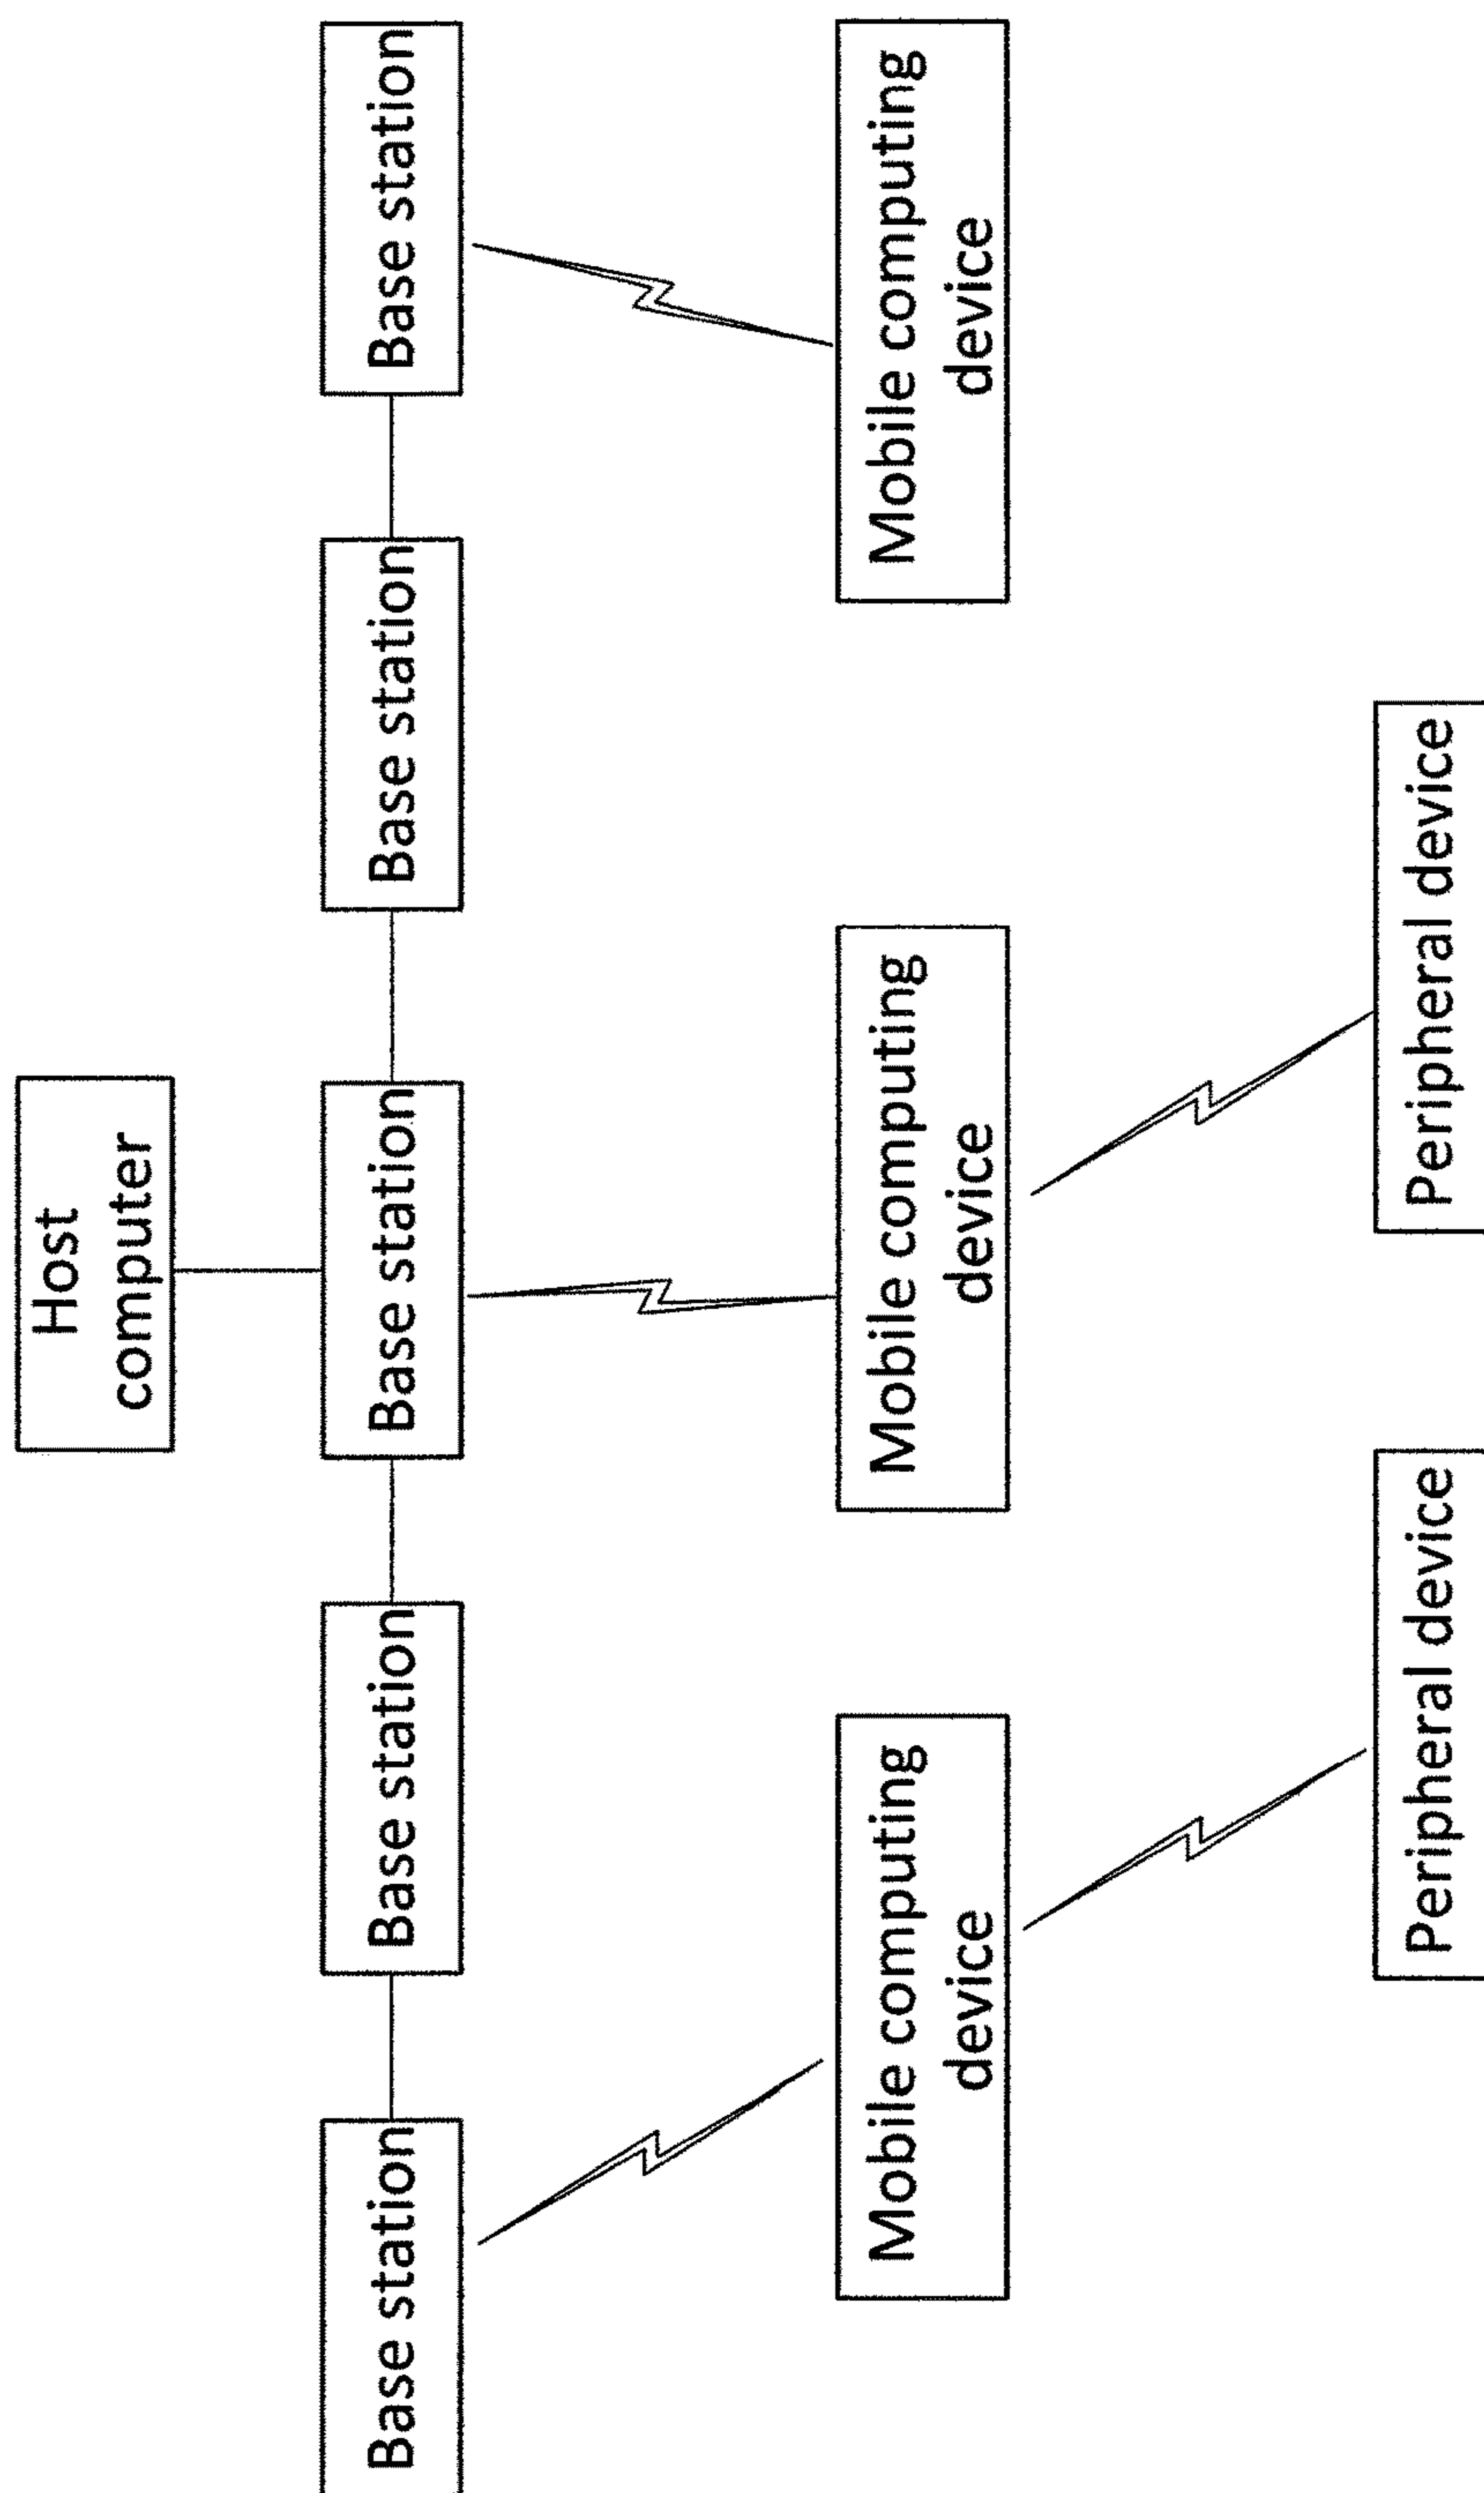 Host
computer
Base station
Base station
Base station
Base station
Base station
Mobile computing
device
Mobile computing
device
Mobile computing
device
Peripheral device
Peripheral device